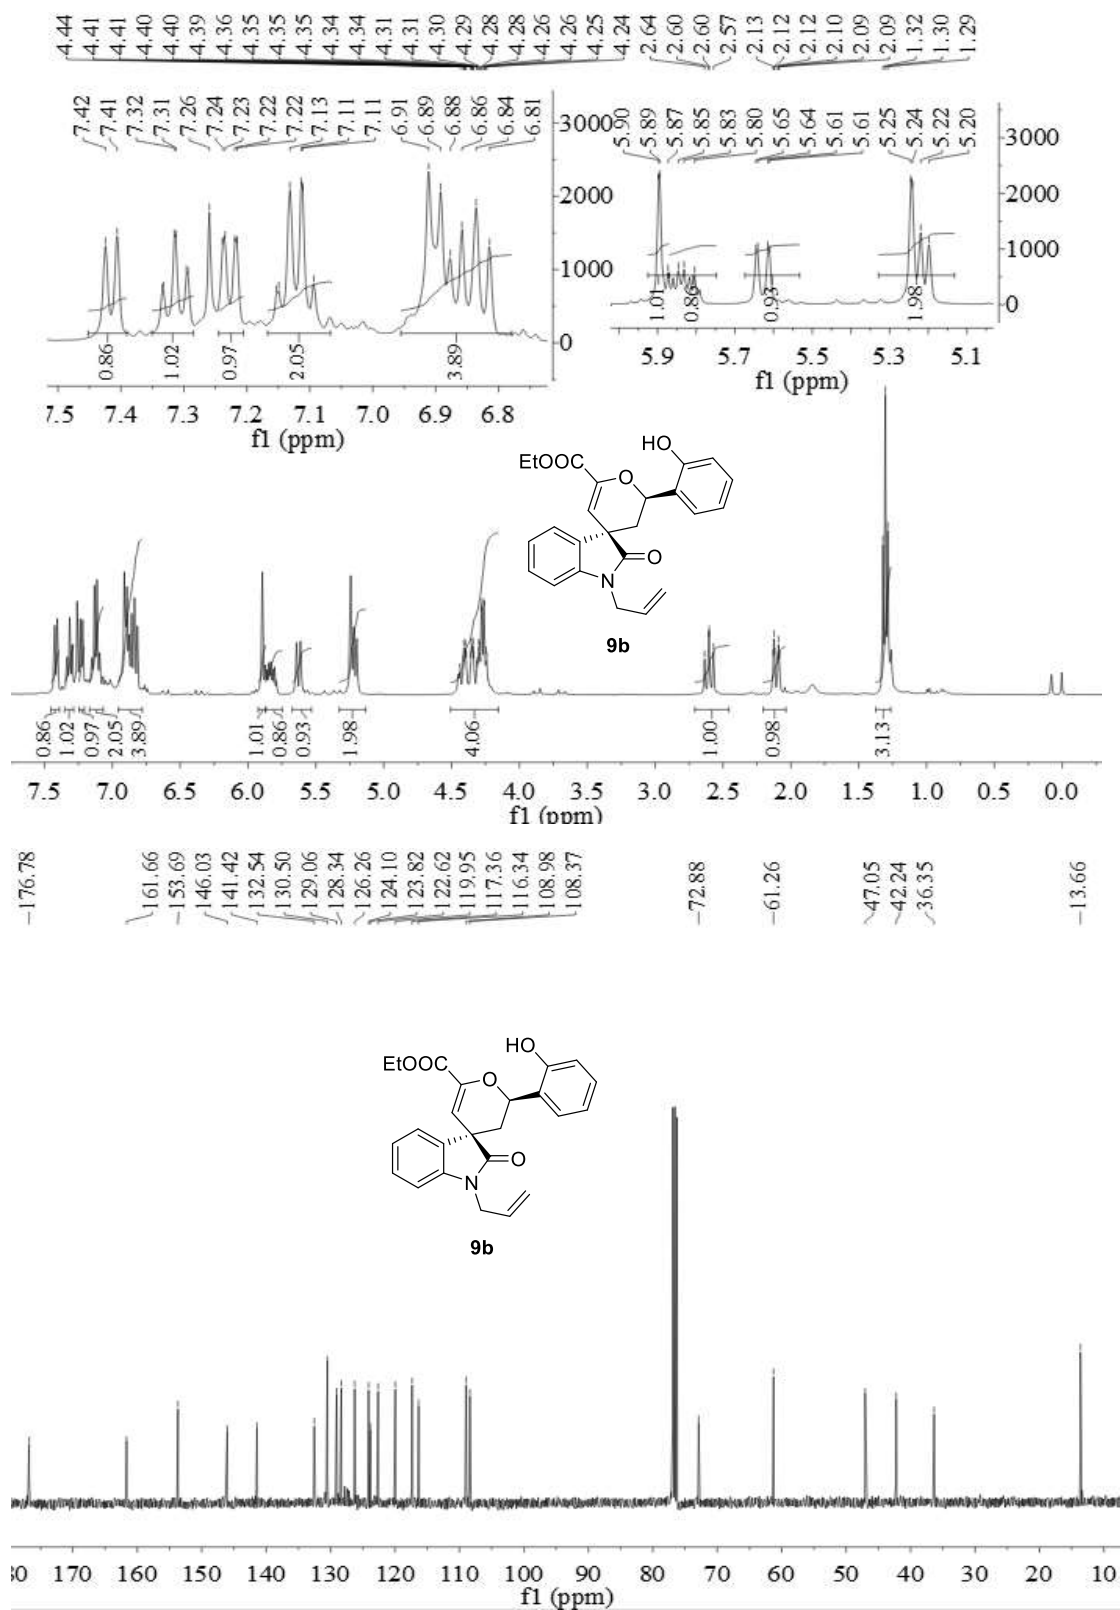 4.44 4.41 4.41 4.40 4.40 4.39 4.36 4.35 4.35 4.34 4.34 4.31 4.31 4.30 4.29 4.28 4.28 4.26 4.26 4.25 4.24 2.64 2.60 2.60 2.57 2.13 2.12 2.12 2.10 2.09 1.32 1.30 1.29
7.42 7.41 7.32 7.31 7.26 7.24 7.23 7.22 7.22 7.13 7.11 7.11 6.91 6.89 6.88 6.86 6.84 6.81
3000
2000
1000
0
0.86 1.02 0.97 2.05 3.89
7.5 7.4 7.3 7.2 7.1 7.0 6.9 6.8
f1 (ppm)
5.90 5.89 5.87 5.85 5.83 5.80 5.65 5.64 5.61 5.61 5.25 5.24 5.22 5.20
3000
2000
1000
0
1.01 0.86 0.93 1.98
5.9 5.7 5.5 5.3 5.1
f1 (ppm)
HO
EtOOC
O
O
N
9b
0.86 1.02 0.97 2.05 3.89 1.01 0.86 0.93 1.98 4.06 1.00 0.98 3.13
7.5 7.0 6.5 6.0 5.5 5.0 4.5 4.0 3.5 3.0 2.5 2.0 1.5 1.0 0.5 0.0
f1 (ppm)
176.78 161.66 153.69 146.03 141.42 132.54 130.50 129.06 128.34 126.26 124.10 123.82 122.62 119.95 117.36 116.34 108.98 108.37 72.88 61.26 47.05 42.24 36.35 13.66
HO
EtOOC
O
O
N
9b
80 170 160 150 140 130 120 110 100 90 80 70 60 50 40 30 20 10
f1 (ppm)